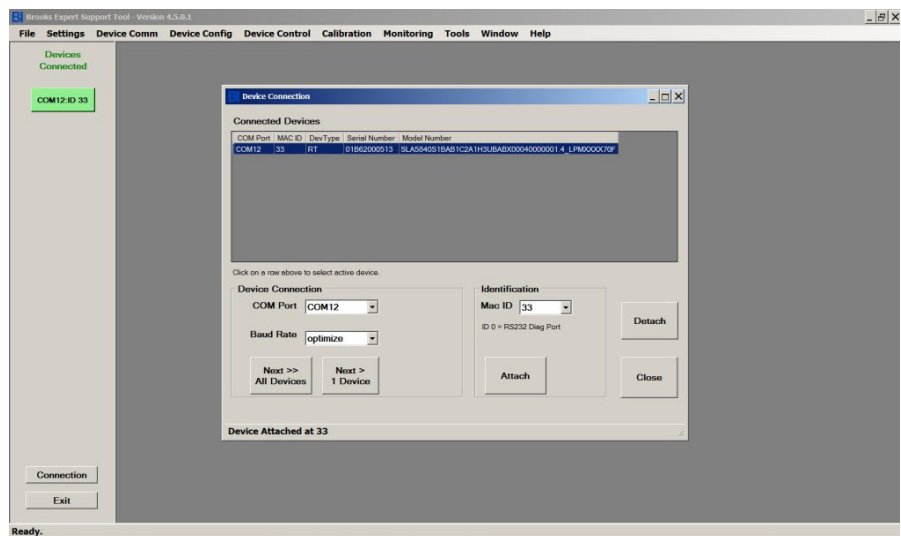 BI Brooks Expert Support Tool - Version 4.5.0.1
File Settings Device Comm Device Config Device Control Calibration Monitoring Tools Window Help
Devices
Connected
COM12:ID 33
BI Device Connection
Connected Devices
COM Port MAC ID DevType Serial Number Model Number
COM12 33 RT 01B62000513 SLA5840S1BAB1C2A1H3UBABX00040000001.4_LPMXXXX70F
Click on a row above to select active device.
Device Connection
COM Port COM12
Baud Rate optimize
Next >>
All Devices
Next >
1 Device
Identification
Mac ID 33
ID 0 = RS232 Diag Port
Attach
Detach
Close
Device Attached at 33
Connection
Exit
Ready.